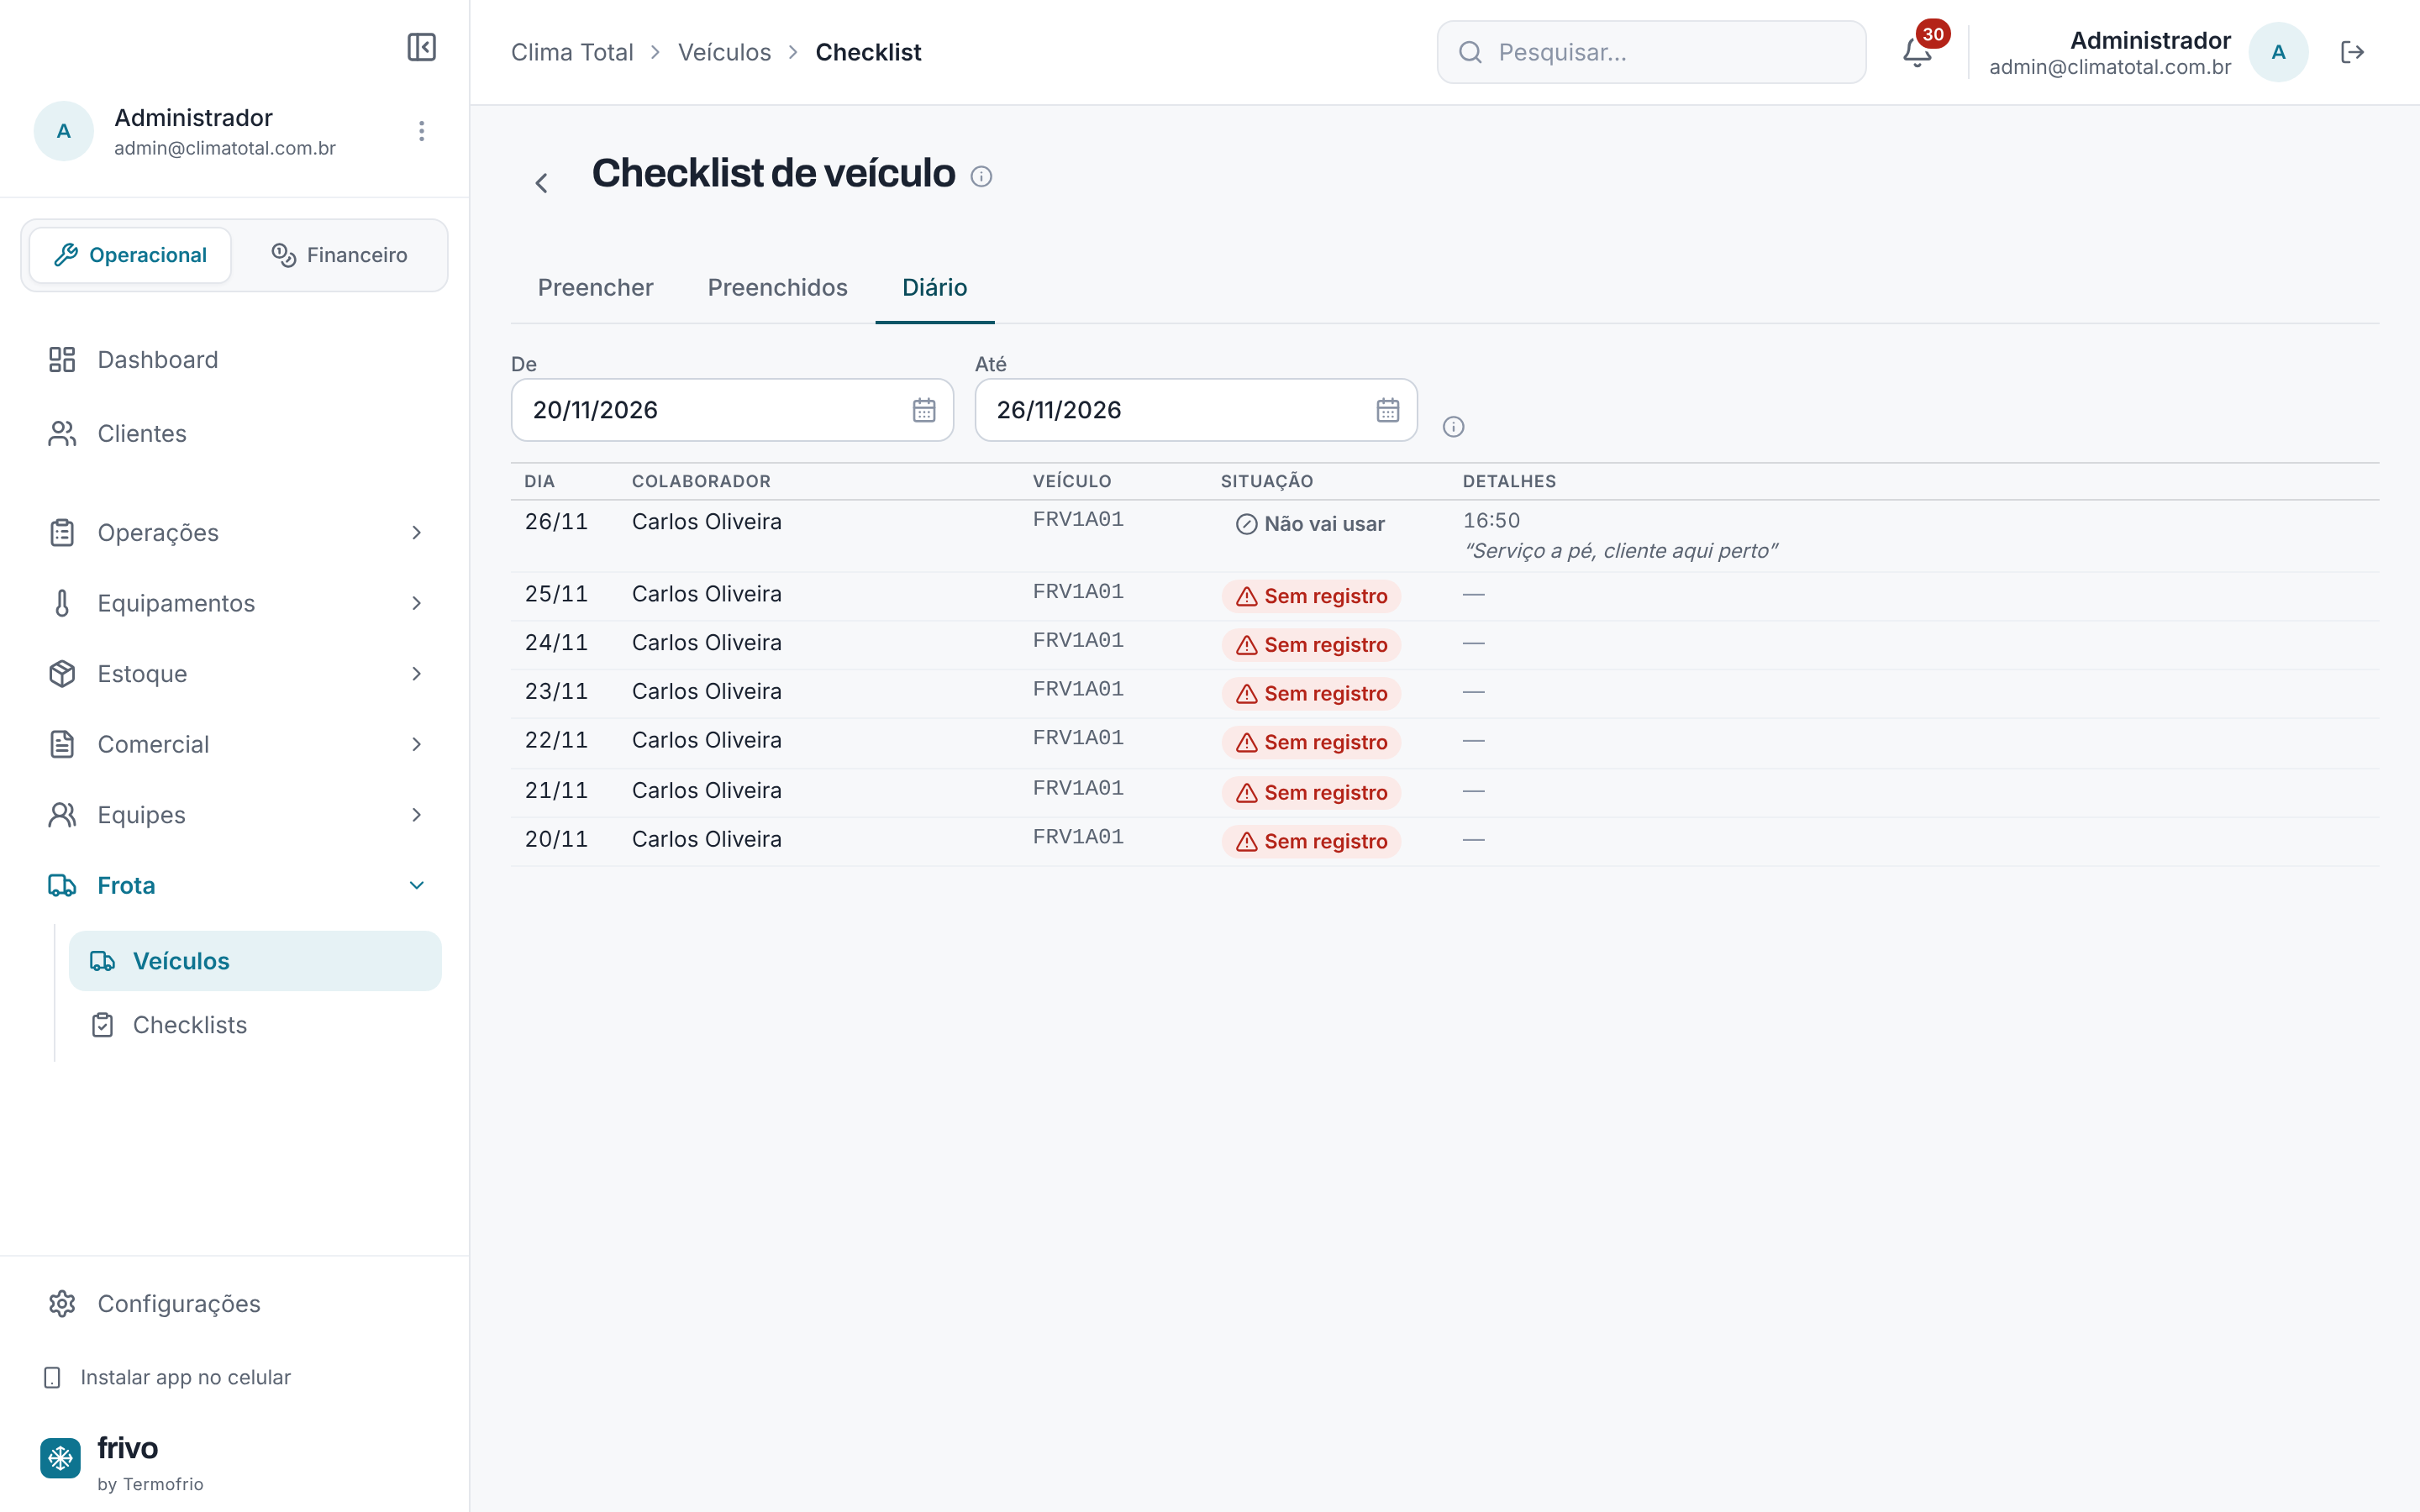 A
Administrador
admin@climatotal.com.br
Operacional
Financeiro
Dashboard
Clientes
Operações
Equipamentos
Estoque
Comercial
Equipes
Frota
Veículos
Checklists
Configurações
Instalar app no celular
frivo
by Termofrio
Clima Total > Veículos > Checklist
Pesquisar...
30
Administrador
admin@climatotal.com.br
A
Checklist de veículo
Preencher Preenchidos Diário
De Até
20/11/2026 26/11/2026
DIA COLABORADOR VEÍCULO SITUAÇÃO DETALHES
26/11 Carlos Oliveira FRV1A01 Não vai usar 16:50
“Serviço a pé, cliente aqui perto”
25/11 Carlos Oliveira FRV1A01 Sem registro —
24/11 Carlos Oliveira FRV1A01 Sem registro —
23/11 Carlos Oliveira FRV1A01 Sem registro —
22/11 Carlos Oliveira FRV1A01 Sem registro —
21/11 Carlos Oliveira FRV1A01 Sem registro —
20/11 Carlos Oliveira FRV1A01 Sem registro —